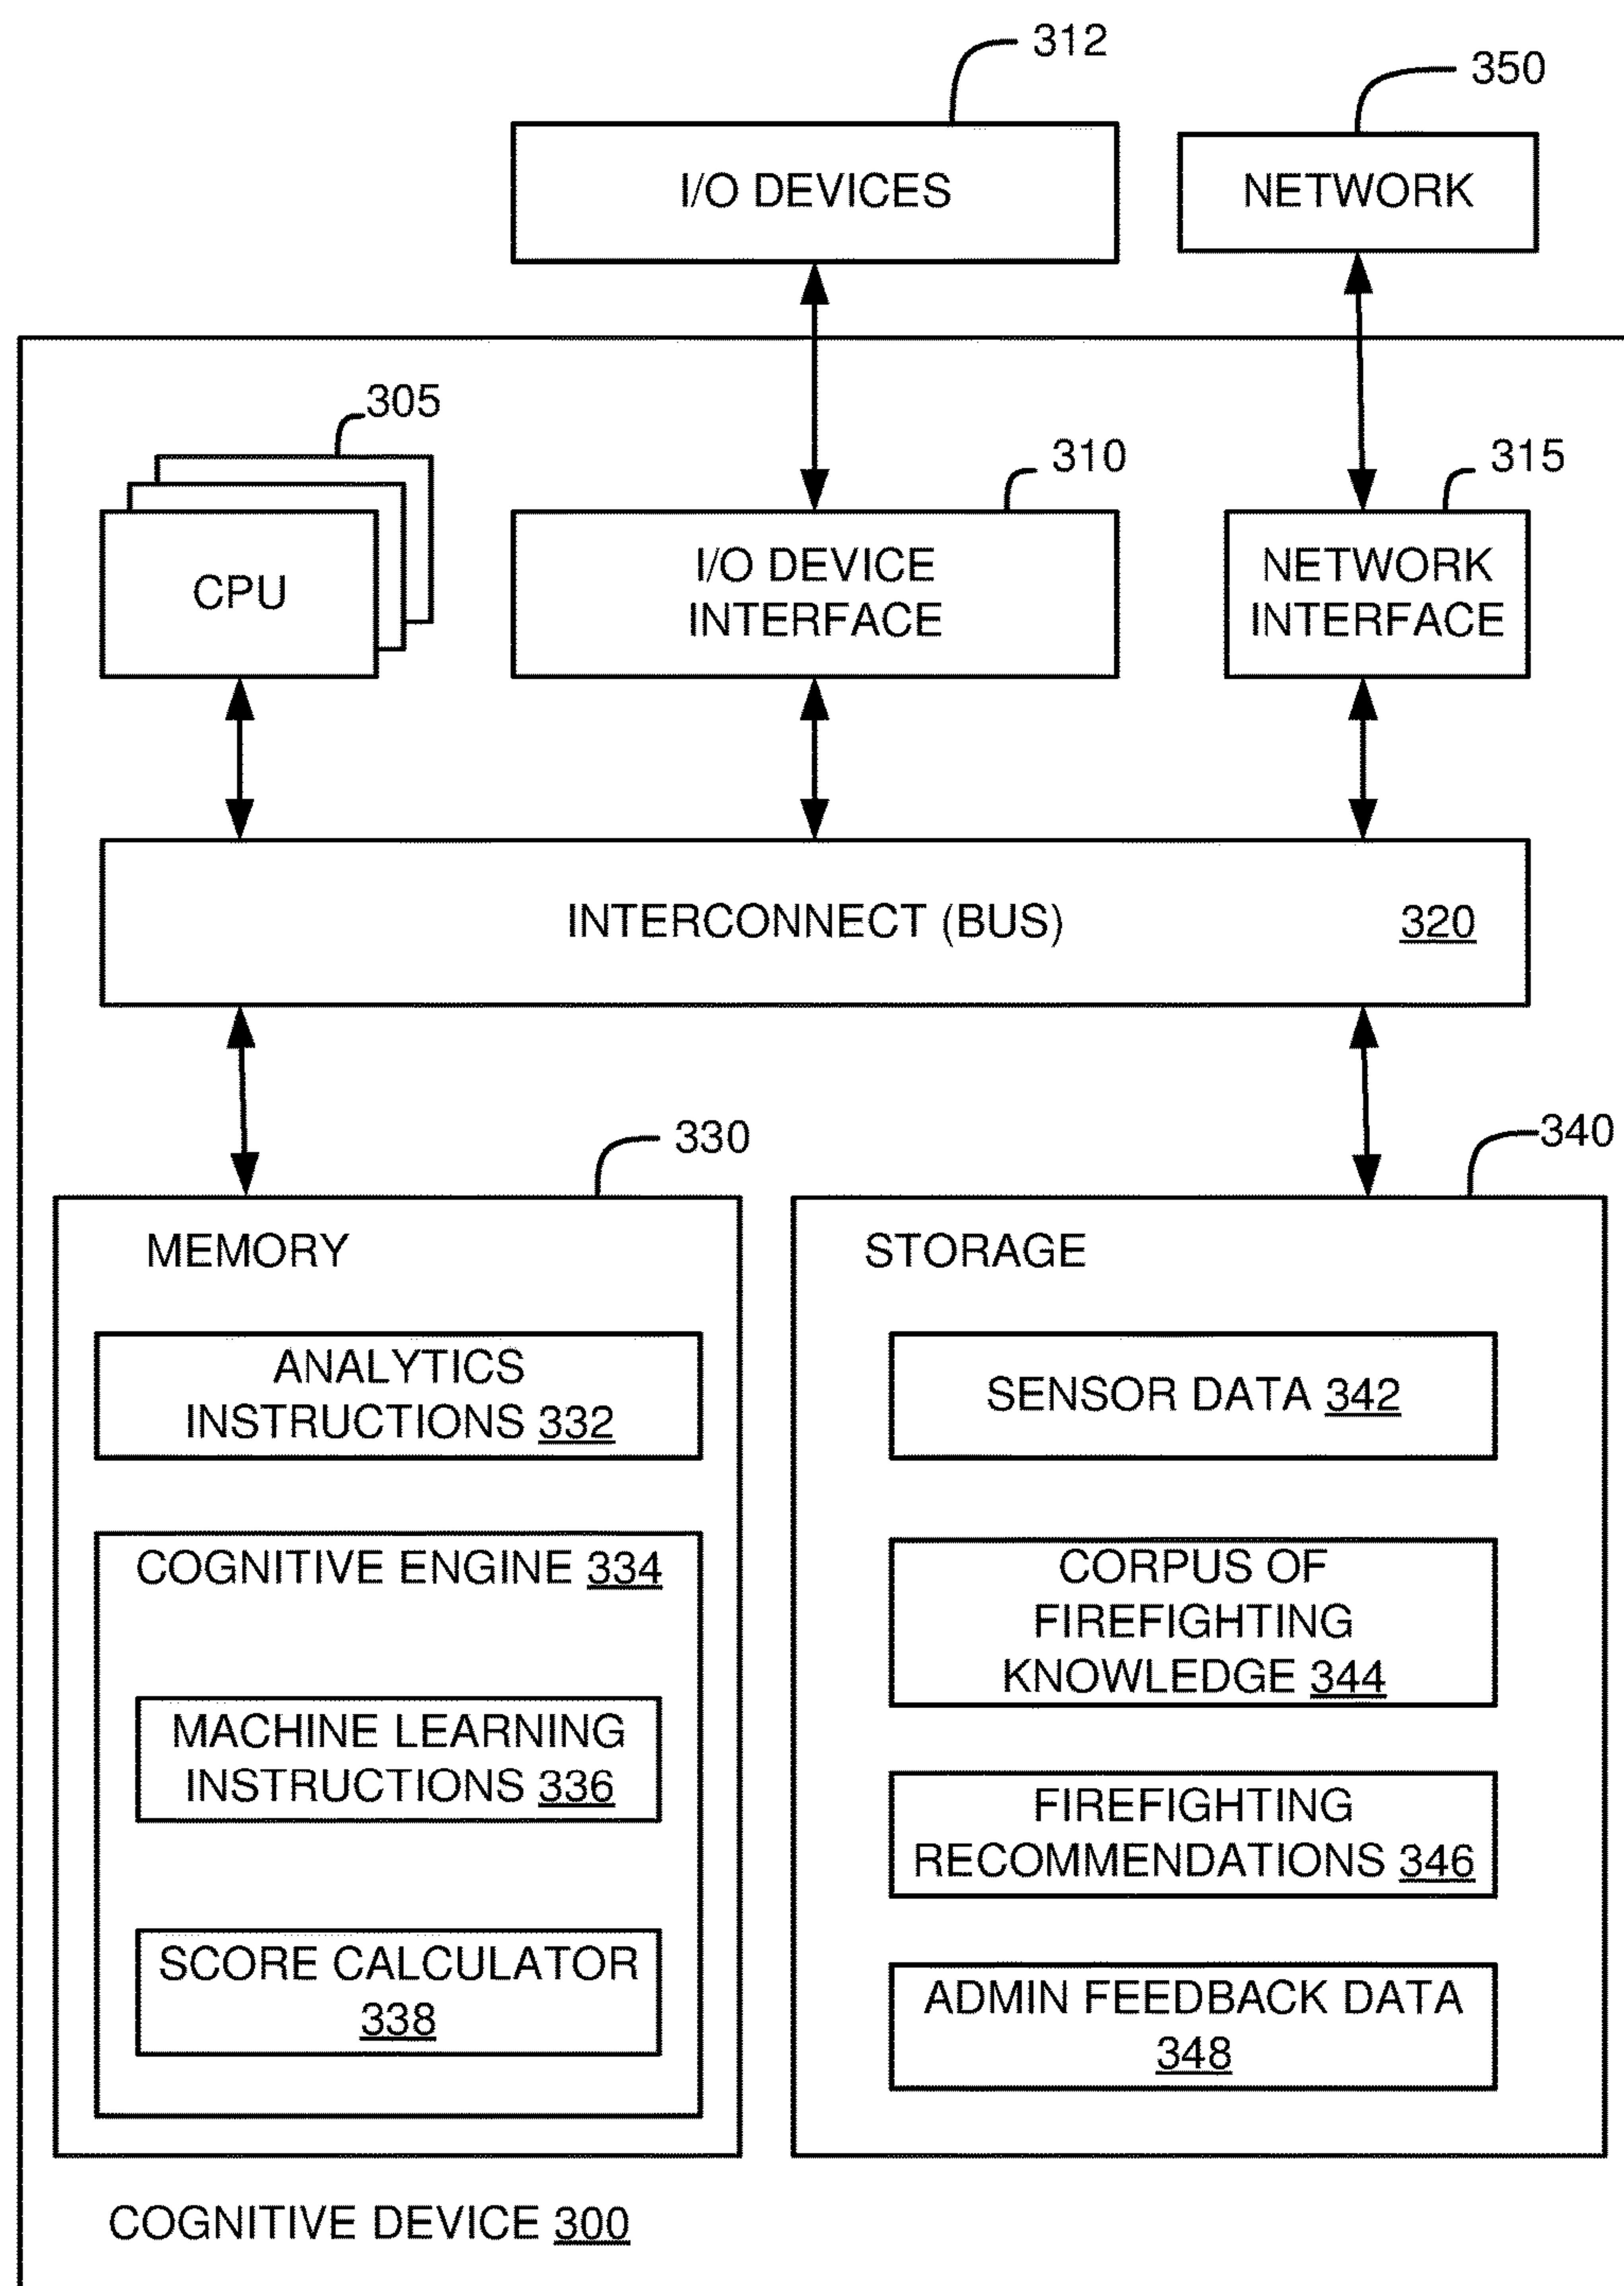 312
350
I/O DEVICES
NETWORK
305
310
315
CPU
I/O DEVICE
INTERFACE
NETWORK
INTERFACE
INTERCONNECT (BUS) 320
330
340
MEMORY
ANALYTICS
INSTRUCTIONS 332
COGNITIVE ENGINE 334
MACHINE LEARNING
INSTRUCTIONS 336
SCORE CALCULATOR
338
STORAGE
SENSOR DATA 342
CORPUS OF
FIREFIGHTING
KNOWLEDGE 344
FIREFIGHTING
RECOMMENDATIONS 346
ADMIN FEEDBACK DATA
348
COGNITIVE DEVICE 300